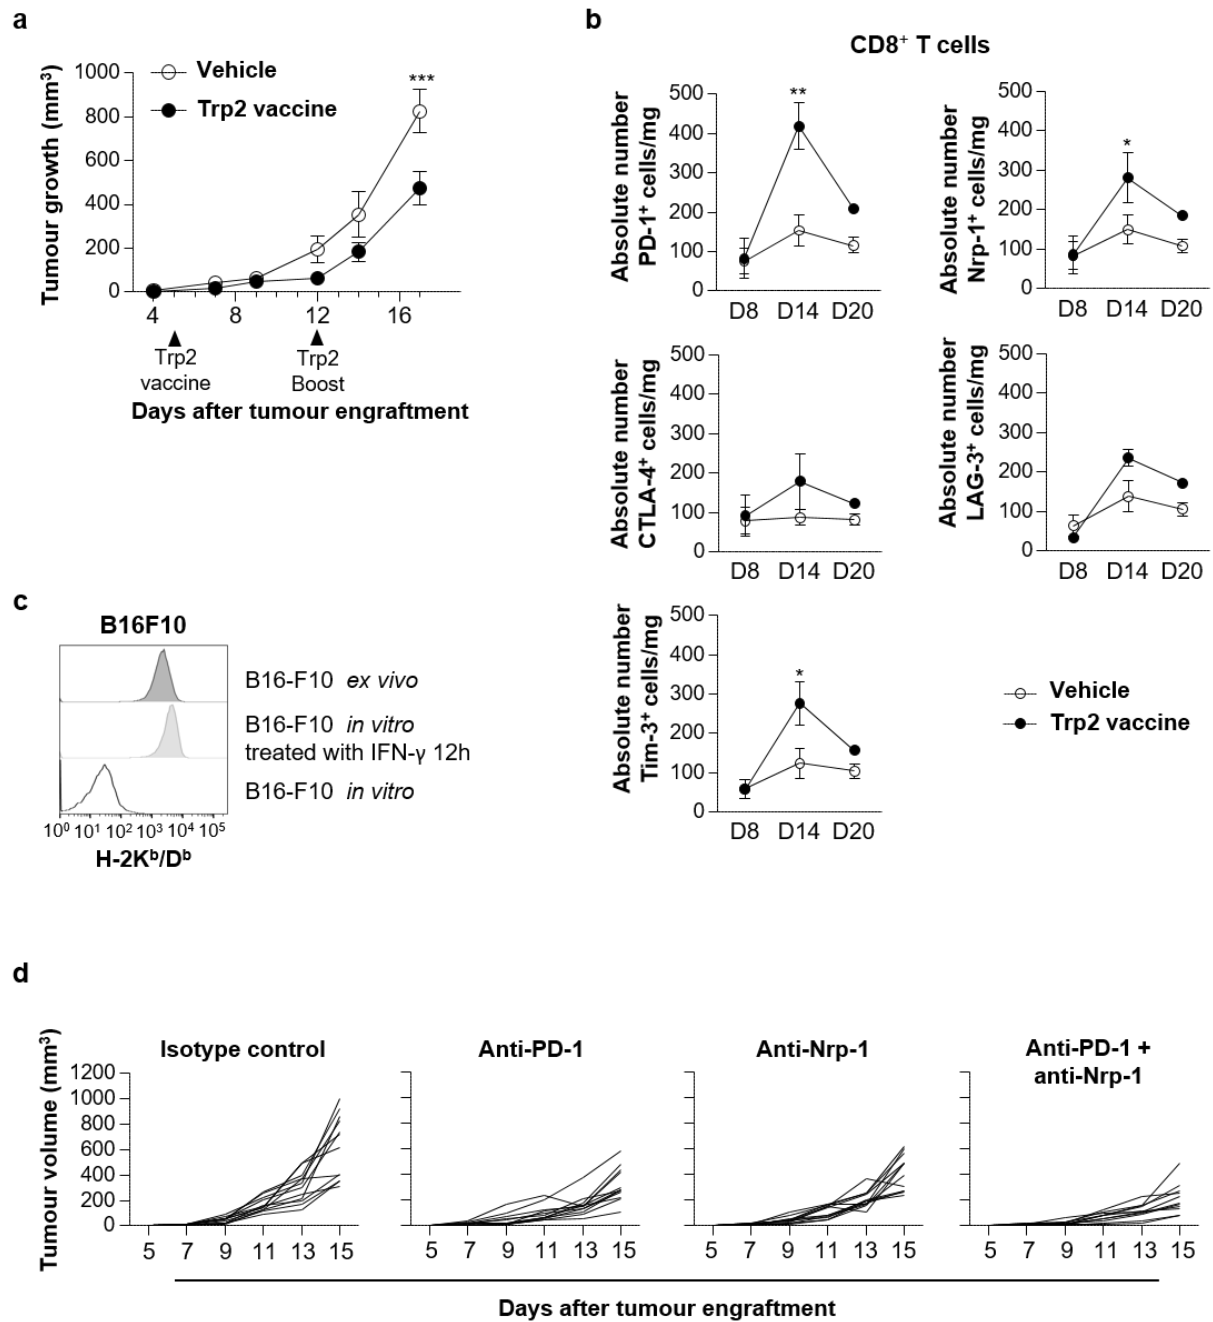 a
Tumour growth (mm³)
1000
800
600
400
200
0
Vehicle
Trp2 vaccine
***
4 8 12 16
Trp2
vaccine
Trp2
Boost
Days after tumour engraftment
b
CD8⁺ T cells
Absolute number
PD-1⁺ cells/mg
500
400
300
200
100
0
**
D8 D14 D20
Absolute number
Nrp-1⁺ cells/mg
500
400
300
200
100
0
*
D8 D14 D20
Absolute number
CTLA-4⁺ cells/mg
500
400
300
200
100
0
D8 D14 D20
Absolute number
LAG-3⁺ cells/mg
500
400
300
200
100
0
D8 D14 D20
Absolute number
Tim-3⁺ cells/mg
500
400
300
200
100
0
*
D8 D14 D20
Vehicle
Trp2 vaccine
c
B16F10
B16-F10 ex vivo
B16-F10 in vitro
treated with IFN-γ 12h
B16-F10 in vitro
10⁰ 10¹ 10² 10³ 10⁴ 10⁵
H-2Kᵇ/Dᵇ
d
Tumour volume (mm³)
1200
1000
800
600
400
200
0
Isotype control
5 7 9 11 13 15
Anti-PD-1
5 7 9 11 13 15
Anti-Nrp-1
5 7 9 11 13 15
Anti-PD-1 +
anti-Nrp-1
5 7 9 11 13 15
Days after tumour engraftment